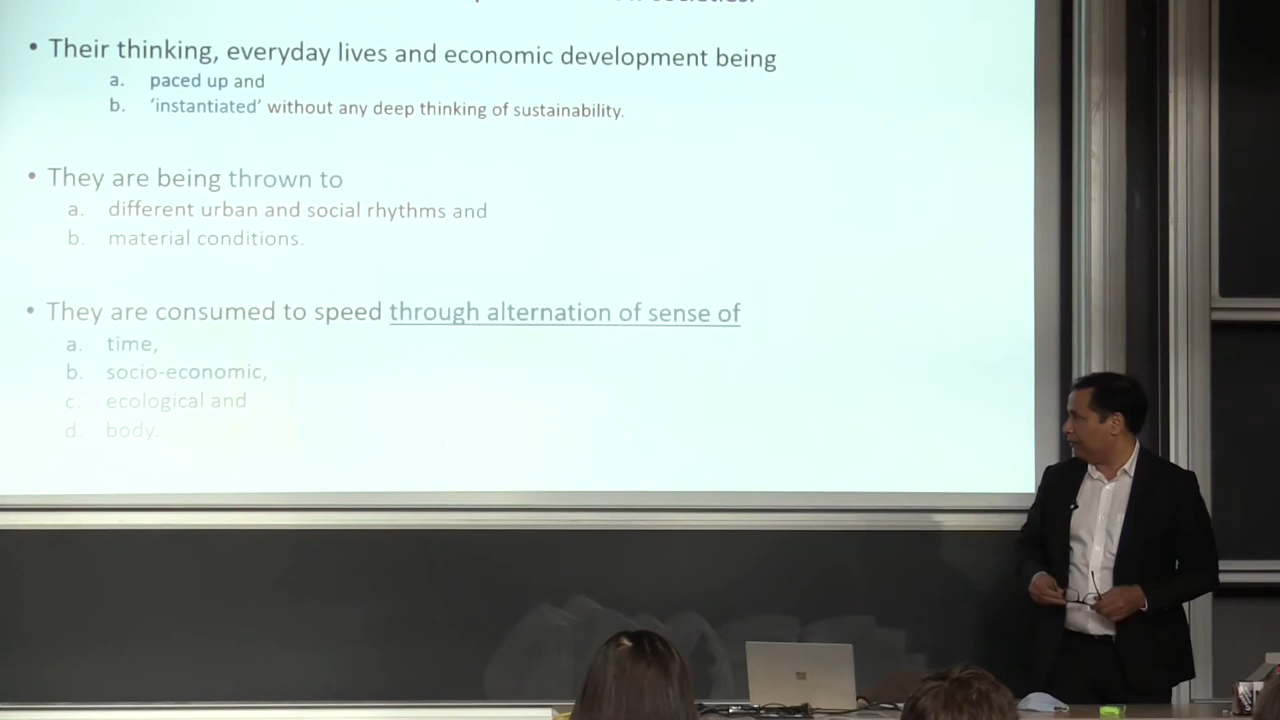 societies.
• Their thinking, everyday lives and economic development being
a. paced up and
b. ‘instantiated’ without any deep thinking of sustainability.
• They are being thrown to
a. different urban and social rhythms and
b. material conditions.
• They are consumed to speed through alternation of sense of
a. time,
b. socio-economic,
c. ecological and
d. body.